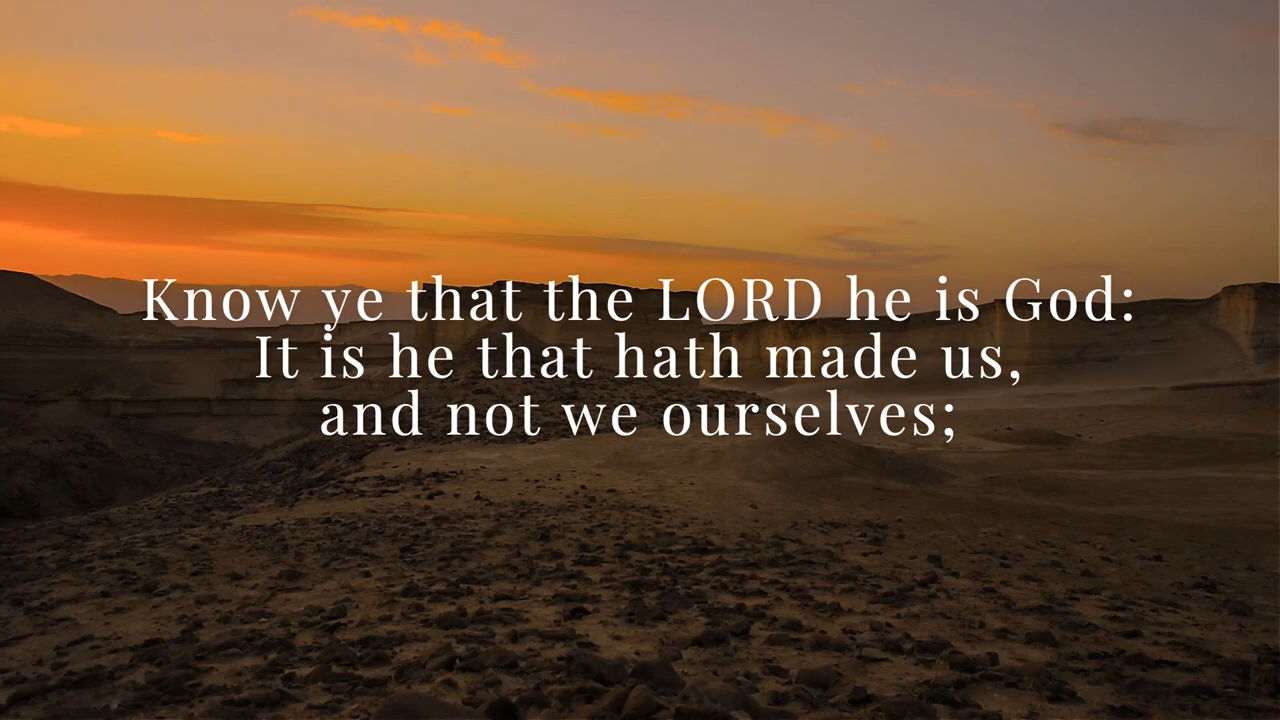 Know ye that the LORD he is God:
It is he that hath made us,
and not we ourselves;